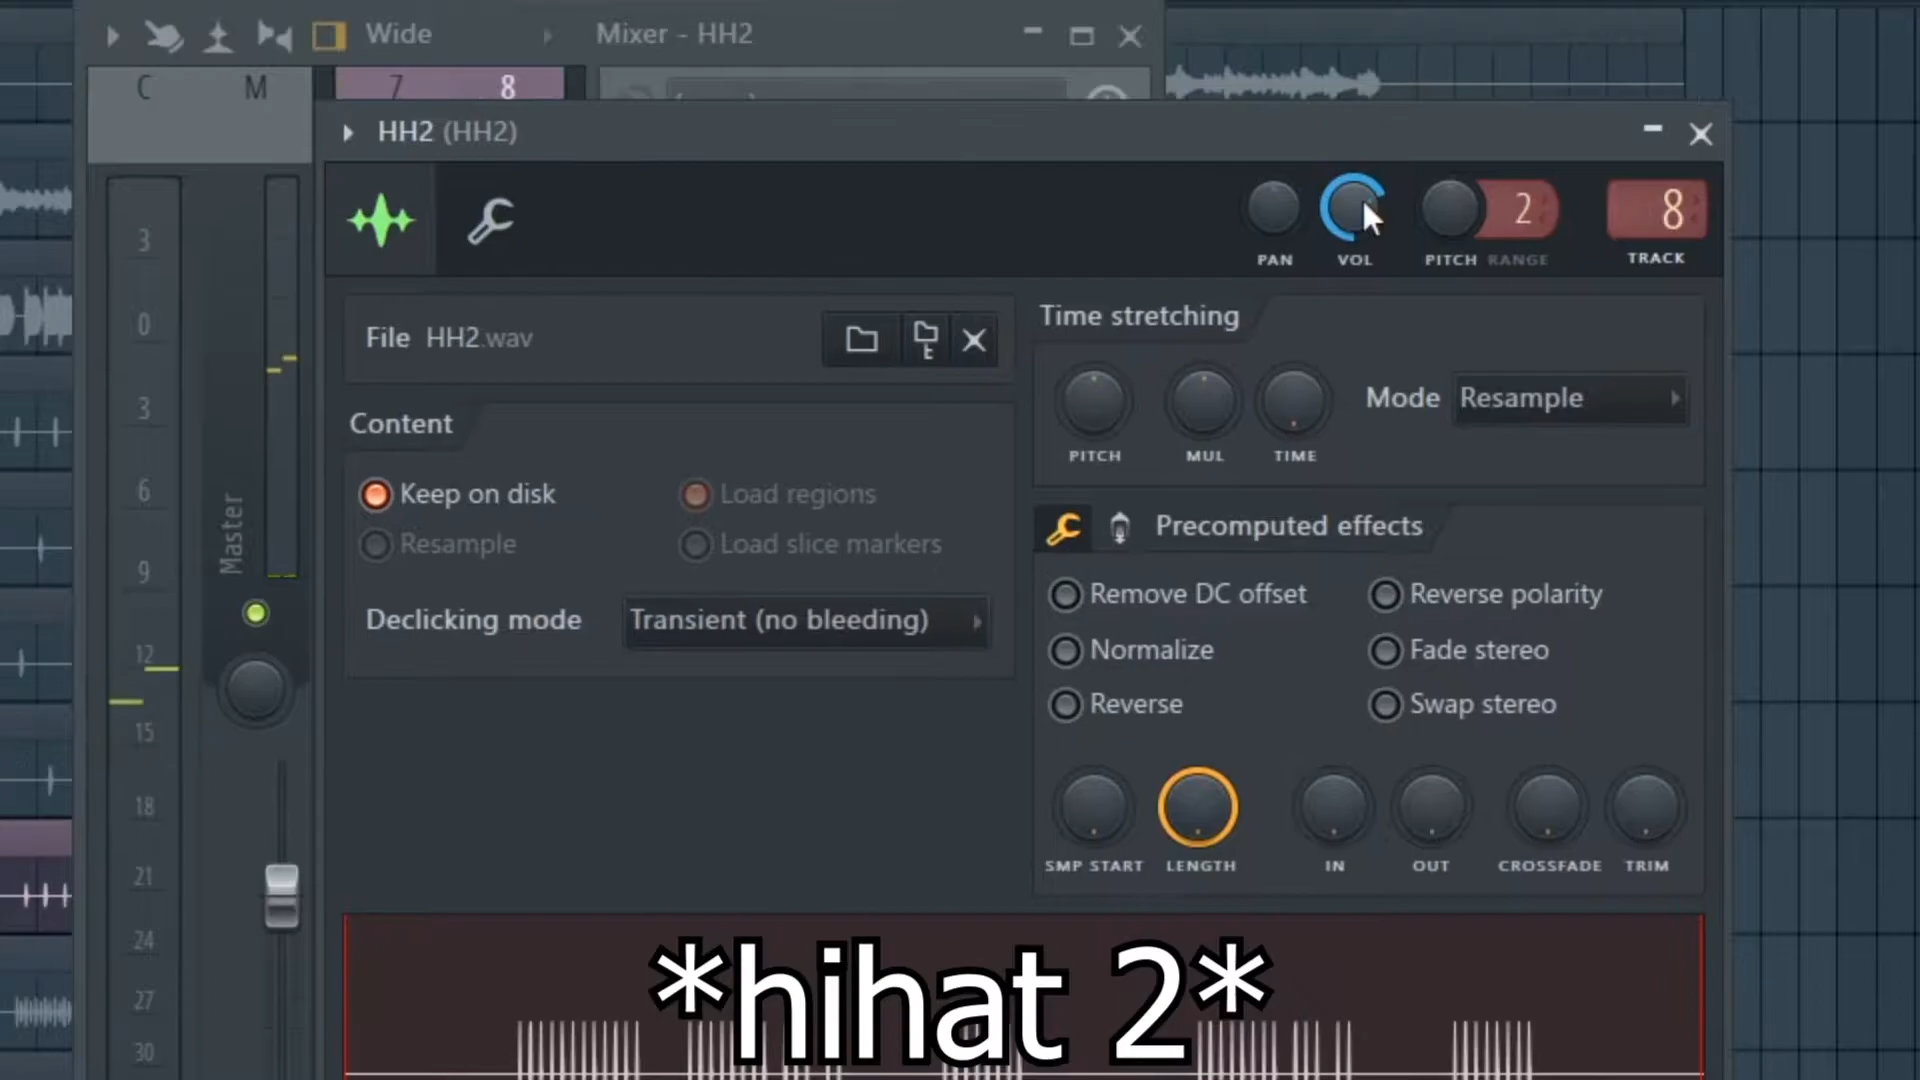 Wide
Mixer - HH2
C M
7 8
HH2 (HH2)
2
8
PAN VOL PITCH RANGE TRACK
File HH2.wav
Time stretching
PITCH MUL TIME
Mode Resample
Content
Keep on disk
Load regions
Resample
Load slice markers
Declicking mode Transient (no bleeding)
Precomputed effects
Remove DC offset
Reverse polarity
Normalize
Fade stereo
Reverse
Swap stereo
SMP START LENGTH IN OUT CROSSFADE TRIM
Master
3
0
3
6
9
12
15
18
21
24
27
30
*hihat 2*